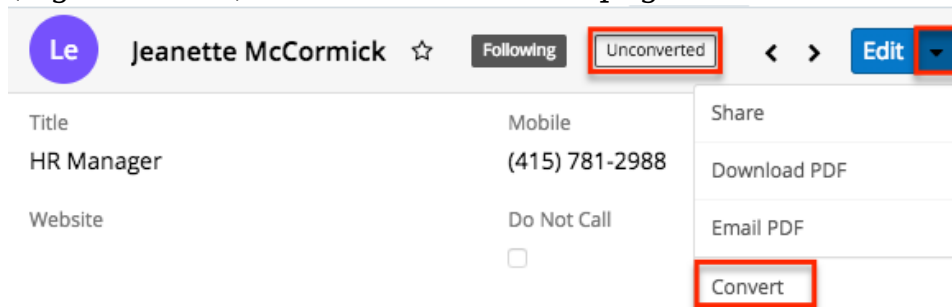 Le Jeanette McCormick Following Unconverted Edit
Title Mobile Share
HR Manager (415) 781-2988 Download PDF
Website Do Not Call Email PDF
Convert